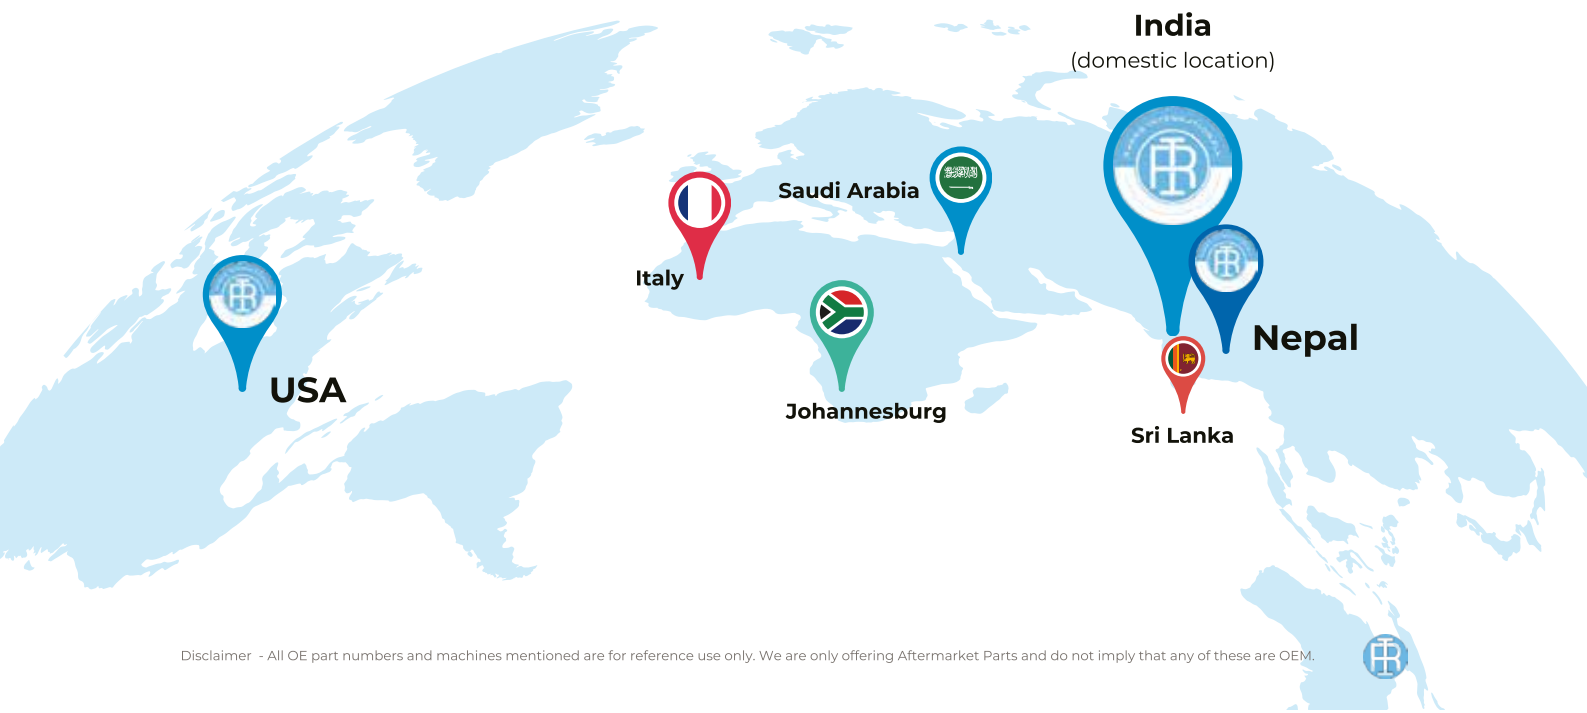 India
(domestic location)
Saudi Arabia
Italy
Nepal
USA
Johannesburg
Sri Lanka
Disclaimer - All OE part numbers and machines mentioned are for reference use only. We are only offering Aftermarket Parts and do not imply that any of these are OEM.